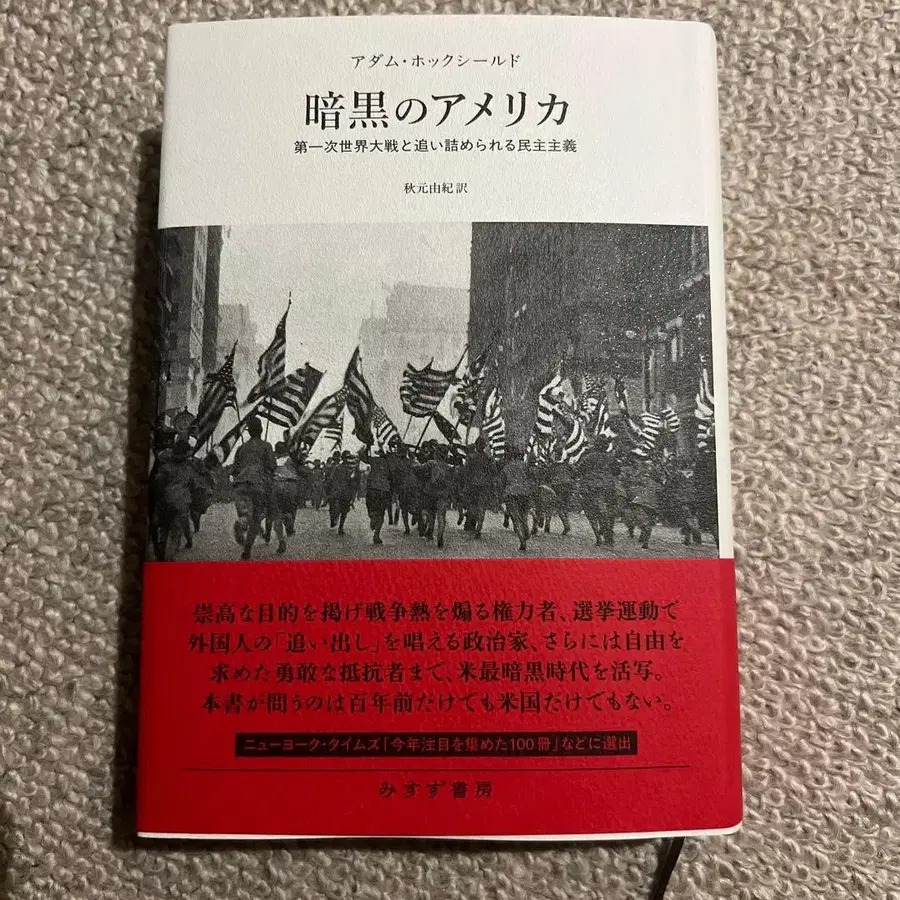 アダム・ホックシールド
暗黒のアメリカ
第一次世界大戦と追い詰められる民主主義
秋元由紀訳
崇高な目的を掲げ戦争熱を煽る権力者、選挙運動で
外国人の「追い出し」を唱える政治家、さらには自由を
求めた勇敢な抵抗者まで、米最暗黒時代を活写。
本書が問うのは百年前だけでも米国だけでもない。
ニューヨーク・タイムズ「今年注目を集めた100冊」などに選出
みすず書房